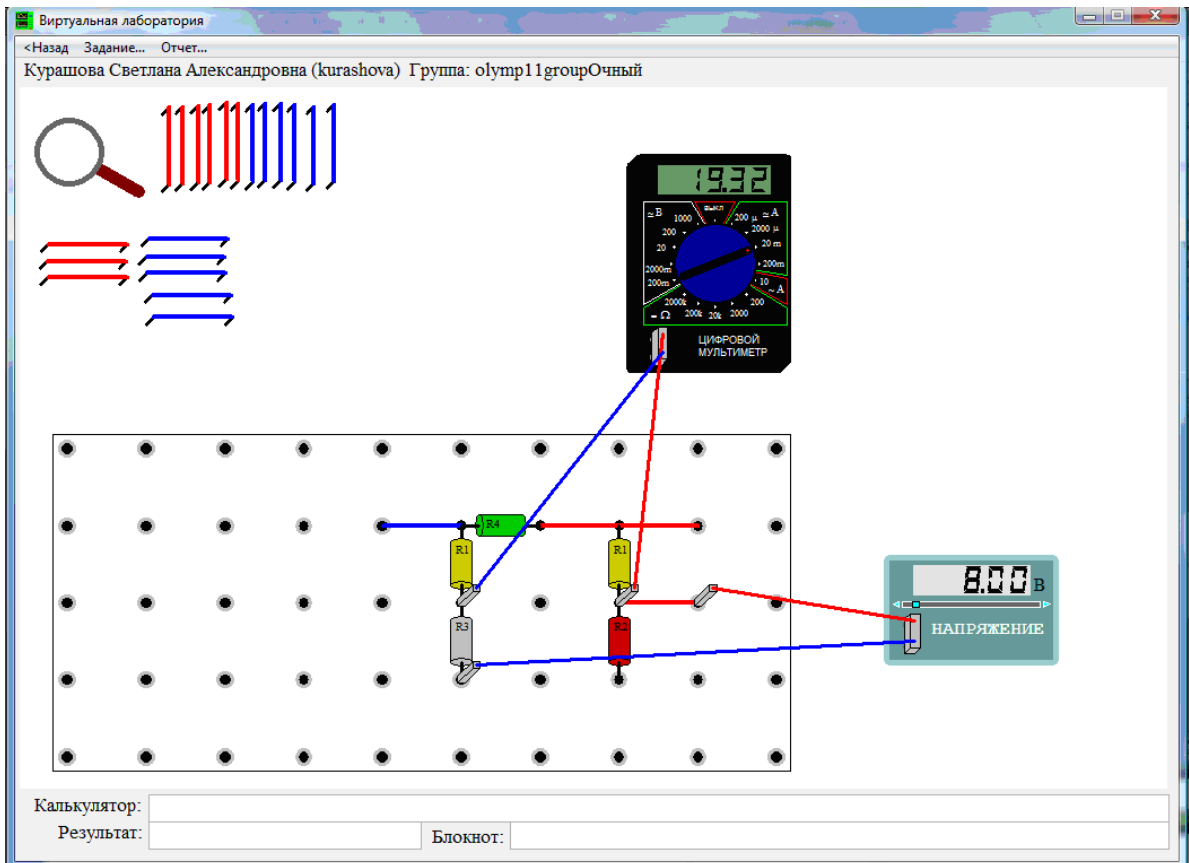 Виртуальная лаборатория
<Назад Задание... Отчет...
Курашова Светлана Александровна (kurashova) Группа: olymp11groupОчный
19.32
≃B 1000 выкл 200 µ ≃A
200 2000 µ
20 20 m
2000m 200m
200m 10 ~A
2000k 200
= Ω 200k 20k 2000
ЦИФРОВОЙ
МУЛЬТИМЕТР
R4
R1 R1
8.00 В
R3 R2
НАПРЯЖЕНИЕ
Калькулятор:
Результат: Блокнот: